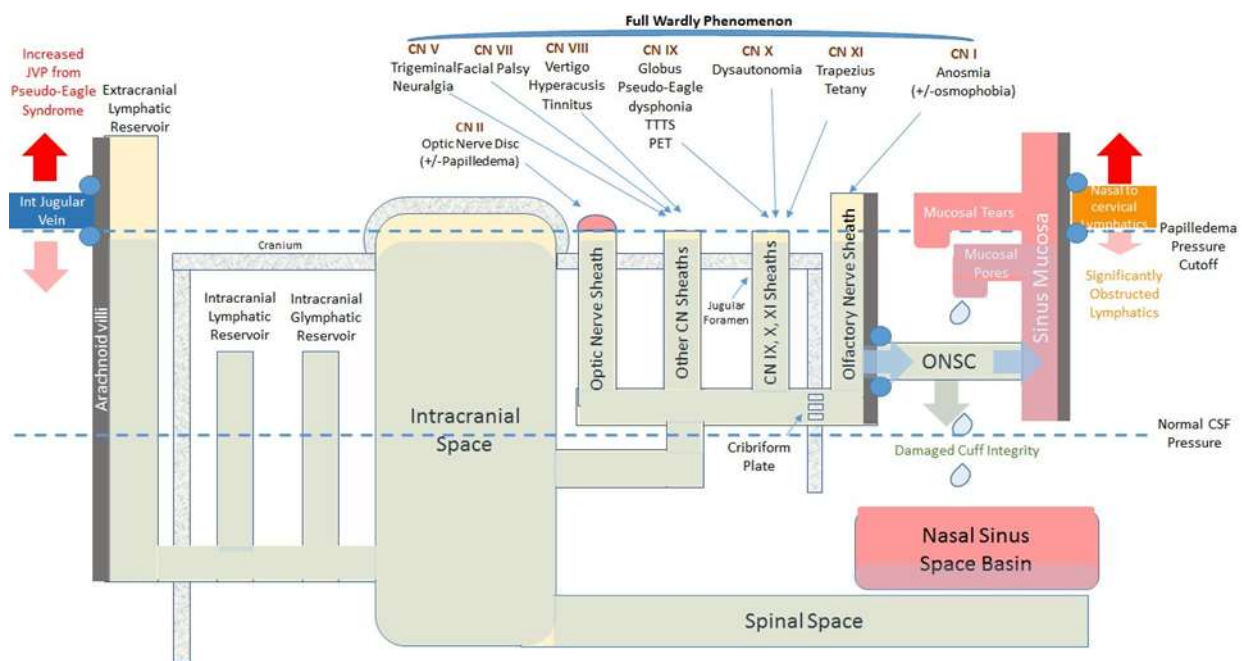 Full Wardly Phenomenon
Increased
JVP from
Pseudo-Eagle
Syndrome
Extracranial
Lymphatic
Reservoir
CN V
Trigeminal
Neuralgia
CN VII
Facial Palsy
CN VIII
Vertigo
Hyperacusis
Tinnitus
CN IX
Globus
Pseudo-Eagle
dysphonia
TTTS
PET
CN X
Dysautonomia
CN XI
Trapezius
Tetany
CN I
Anosmia
(+/-osmophobia)
CN II
Optic Nerve Disc
(+/-Papilledema)
Int Jugular
Vein
Cranium
Arachnoid villi
Intracranial
Lymphatic
Reservoir
Intracranial
Glymphatic
Reservoir
Intracranial
Space
Optic Nerve Sheath
Other CN Sheaths
Jugular
Foramen
CN IX, X, XI Sheaths
Olfactory Nerve Sheath
Cribriform
Plate
Mucosal Tears
Mucosal
Pores
Sinus Mucosa
Nasal to
cervical
Lymphatics
Papilledema
Pressure
Cutoff
Significantly
Obstructed
Lymphatics
ONSC
Normal CSF
Pressure
Damaged Cuff Integrity
Nasal Sinus
Space Basin
Spinal Space